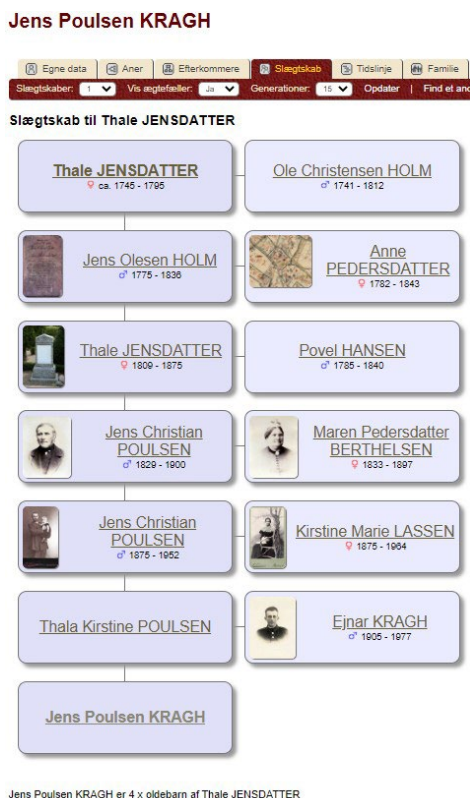 Jens Poulsen KRAGH
Egne data Aner Efterkommere Slægtskab Tidslinje Familie
Slægtskaber: 1 Vis ægtefæller: Ja Generationer: 15 Opdater | Find et
Slægtskab til Thale JENSDATTER
Thale JENSDATTER
♀ ca. 1745 - 1795
Ole Christensen HOLM
♂ 1741 - 1812
Jens Olesen HOLM
♂ 1775 - 1836
Anne
PEDERSDATTER
♀ 1782 - 1843
Thale JENSDATTER
♀ 1809 - 1875
Povel HANSEN
♂ 1785 - 1840
Jens Christian
POULSEN
♂ 1829 - 1900
Maren Pedersdatter
BERTHELSEN
♀ 1833 - 1897
Jens Christian
POULSEN
♂ 1875 - 1952
Kirstine Marie LASSEN
♀ 1875 - 1964
Thala Kirstine POULSEN
Ejnar KRAGH
♂ 1905 - 1977
Jens Poulsen KRAGH
Jens Poulsen KRAGH er 4 x oldebarn af Thale JENSDATTER